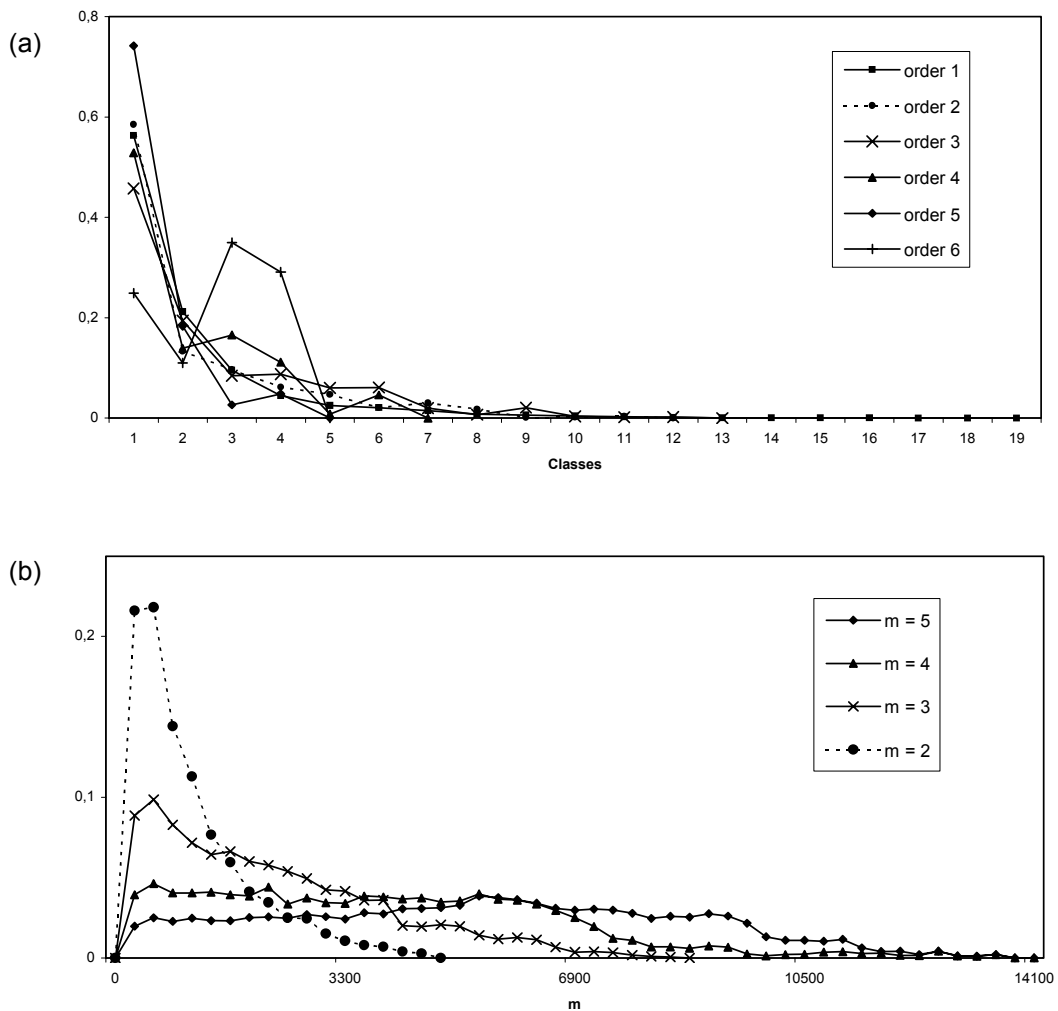 (a)
0,8
0,6
0,4
0,2
0
order 1
order 2
order 3
order 4
order 5
order 6
1 2 3 4 5 6 7 8 9 10 11 12 13 14 15 16 17 18 19
Classes
(b)
0,2
0,1
0
m = 5
m = 4
m = 3
m = 2
0 3300 6900 10500 14100
m